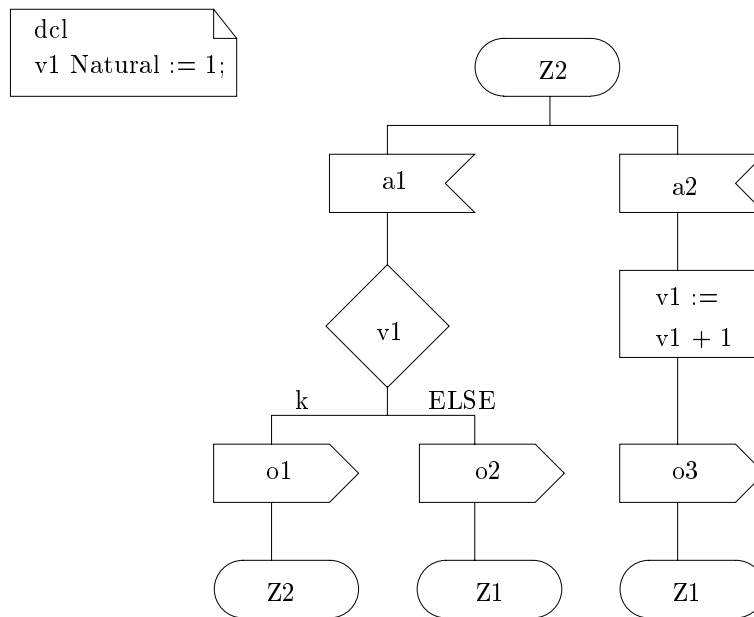 dcl
v1 Natural := 1;
Z2
a1
a2
v1
v1 :=
v1 + 1
k
ELSE
o1
o2
o3
Z2
Z1
Z1